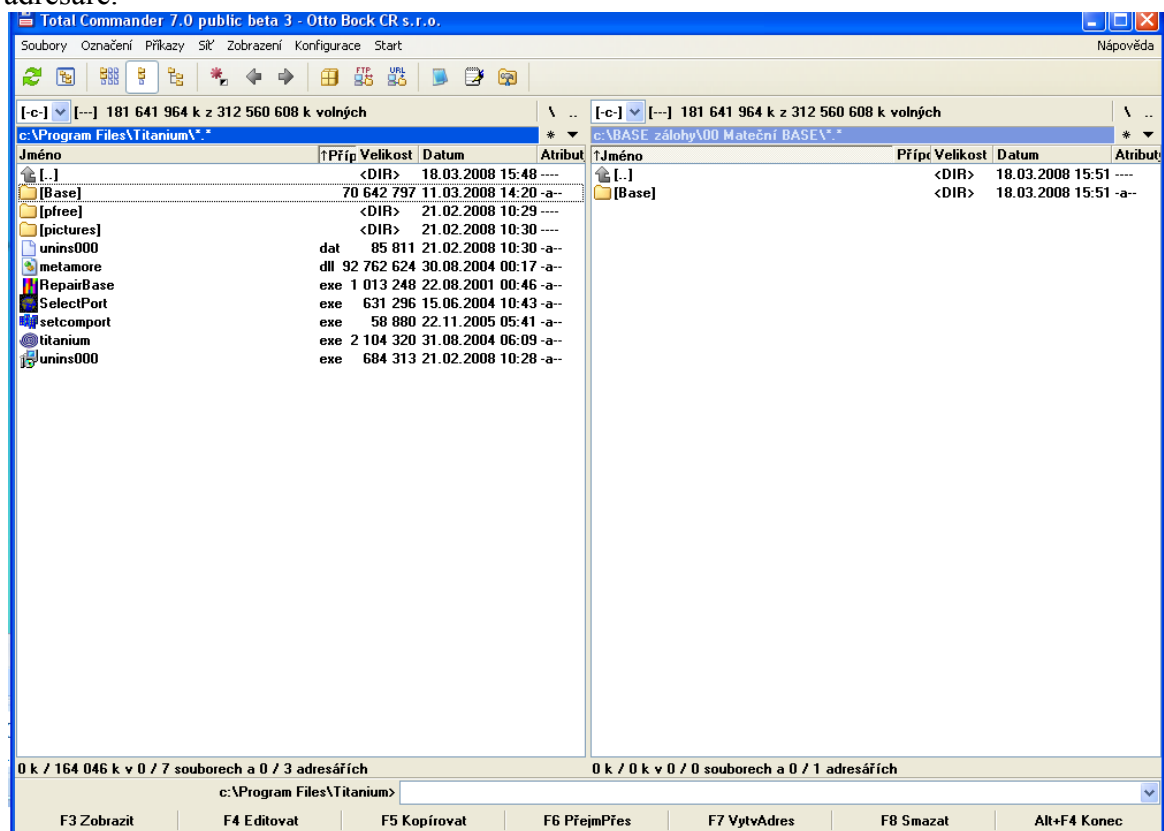 adresáře.
Total Commander 7.0 public beta 3 - Otto Bock CR s.r.o.
Soubory Označení Příkazy Síť Zobrazení Konfigurace Start Nápověda
FTP URL
[-c-] [---] 181 641 964 k z 312 560 608 k volných \ ..
c:\Program Files\Titanium\*.* * ▼
Jméno ↑Příp Velikost Datum Atribut
[..] <DIR> 18.03.2008 15:48 ----
[Base] 70 642 797 11.03.2008 14:20 -a--
[pfree] <DIR> 21.02.2008 10:29 ----
[pictures] <DIR> 21.02.2008 10:30 ----
unins000 dat 85 811 21.02.2008 10:30 -a--
metamore dll 92 762 624 30.08.2004 00:17 -a--
RepairBase exe 1 013 248 22.08.2001 00:46 -a--
SelectPort exe 631 296 15.06.2004 10:43 -a--
setcomport exe 58 880 22.11.2005 05:41 -a--
titanium exe 2 104 320 31.08.2004 06:09 -a--
unins000 exe 684 313 21.02.2008 10:28 -a--
0 k / 164 046 k v 0 / 7 souborech a 0 / 3 adresářích
[-c-] [---] 181 641 964 k z 312 560 608 k volných \ ..
c:\BASE zálohy\00 Mateční BASE\*.* * ▼
↑Jméno Přípo Velikost Datum Atributy
[..] <DIR> 18.03.2008 15:51 ----
[Base] <DIR> 18.03.2008 15:51 -a--
0 k / 0 k v 0 / 0 souborech a 0 / 1 adresářích
c:\Program Files\Titanium>
F3 Zobrazit F4 Editovat F5 Kopírovat F6 PřejmPřes F7 VytvAdres F8 Smazat Alt+F4 Konec